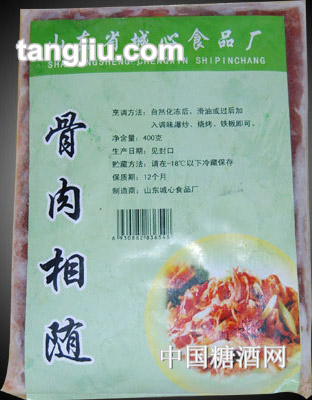 tangjiu.com
山东省诚心食品厂
SHANDONGSHENG CHENGXIN SHIPINCHANG
骨肉相随
烹调方法：自然化冻后、滑油或过后加
入调味爆炒、烧烤、铁板即可。
净含量：400克
生产日期：见封口
贮藏方法：请在-18℃以下冷藏保存
保质期：12个月
制造商：山东诚心食品厂
中国糖酒网